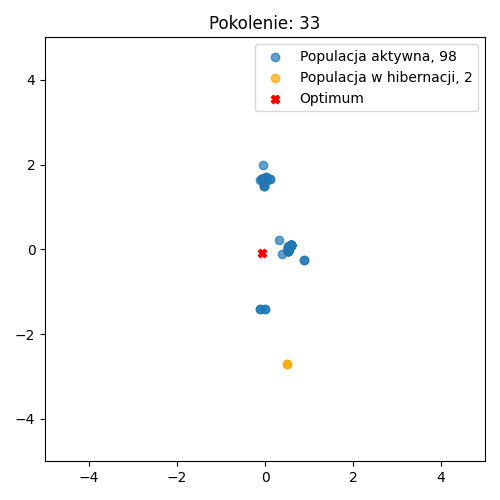 Pokolenie: 33
Populacja aktywna, 98
Populacja w hibernacji, 2
Optimum
4
2
0
−2
−4
−4
−2
0
2
4